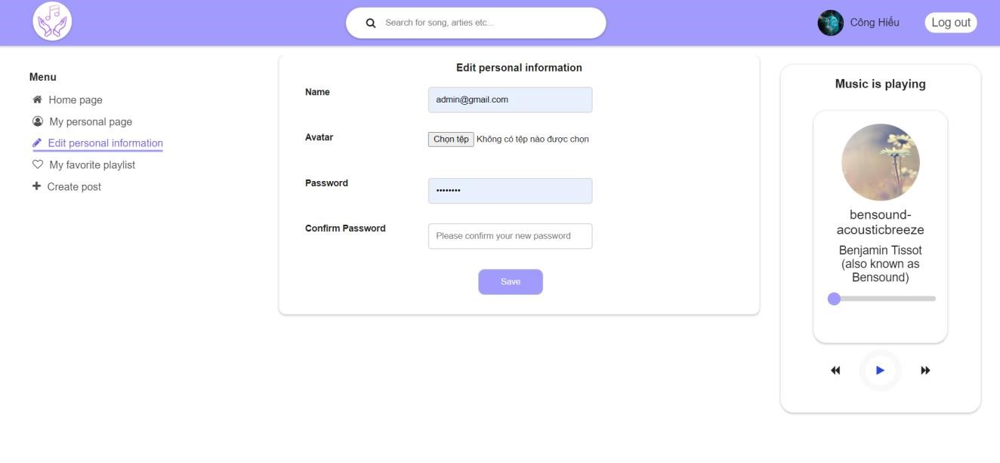 Search for song, arties etc...
Công Hiếu
Log out
Menu
Home page
My personal page
Edit personal information
My favorite playlist
Create post
Edit personal information
Name
admin@gmail.com
Avatar
Chọn tệp Không có tệp nào được chọn
Password
••••••••
Confirm Password
Please confirm your new password
Save
Music is playing
bensound-
acousticbreeze
Benjamin Tissot
(also known as
Bensound)